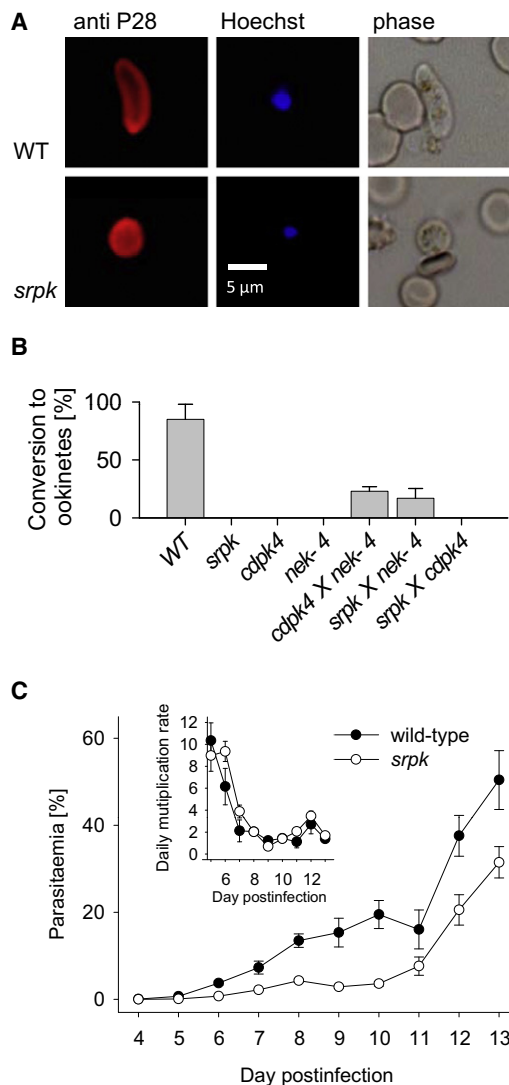 A
anti P28 Hoechst phase
WT
srpk
5 µm
B
Conversion to
ookinetes [%]
100
50
0
WT
srpk
cdpk4
nek- 4
cdpk4 X nek- 4
srpk X nek- 4
srpk X cdpk4
C
Parasitaemia [%]
60
40
20
0
Daily mutiplication rate
12
10
8
6
4
2
0
6 8 10 12
Day postinfection
wild-type
srpk
4 5 6 7 8 9 10 11 12 13
Day postinfection